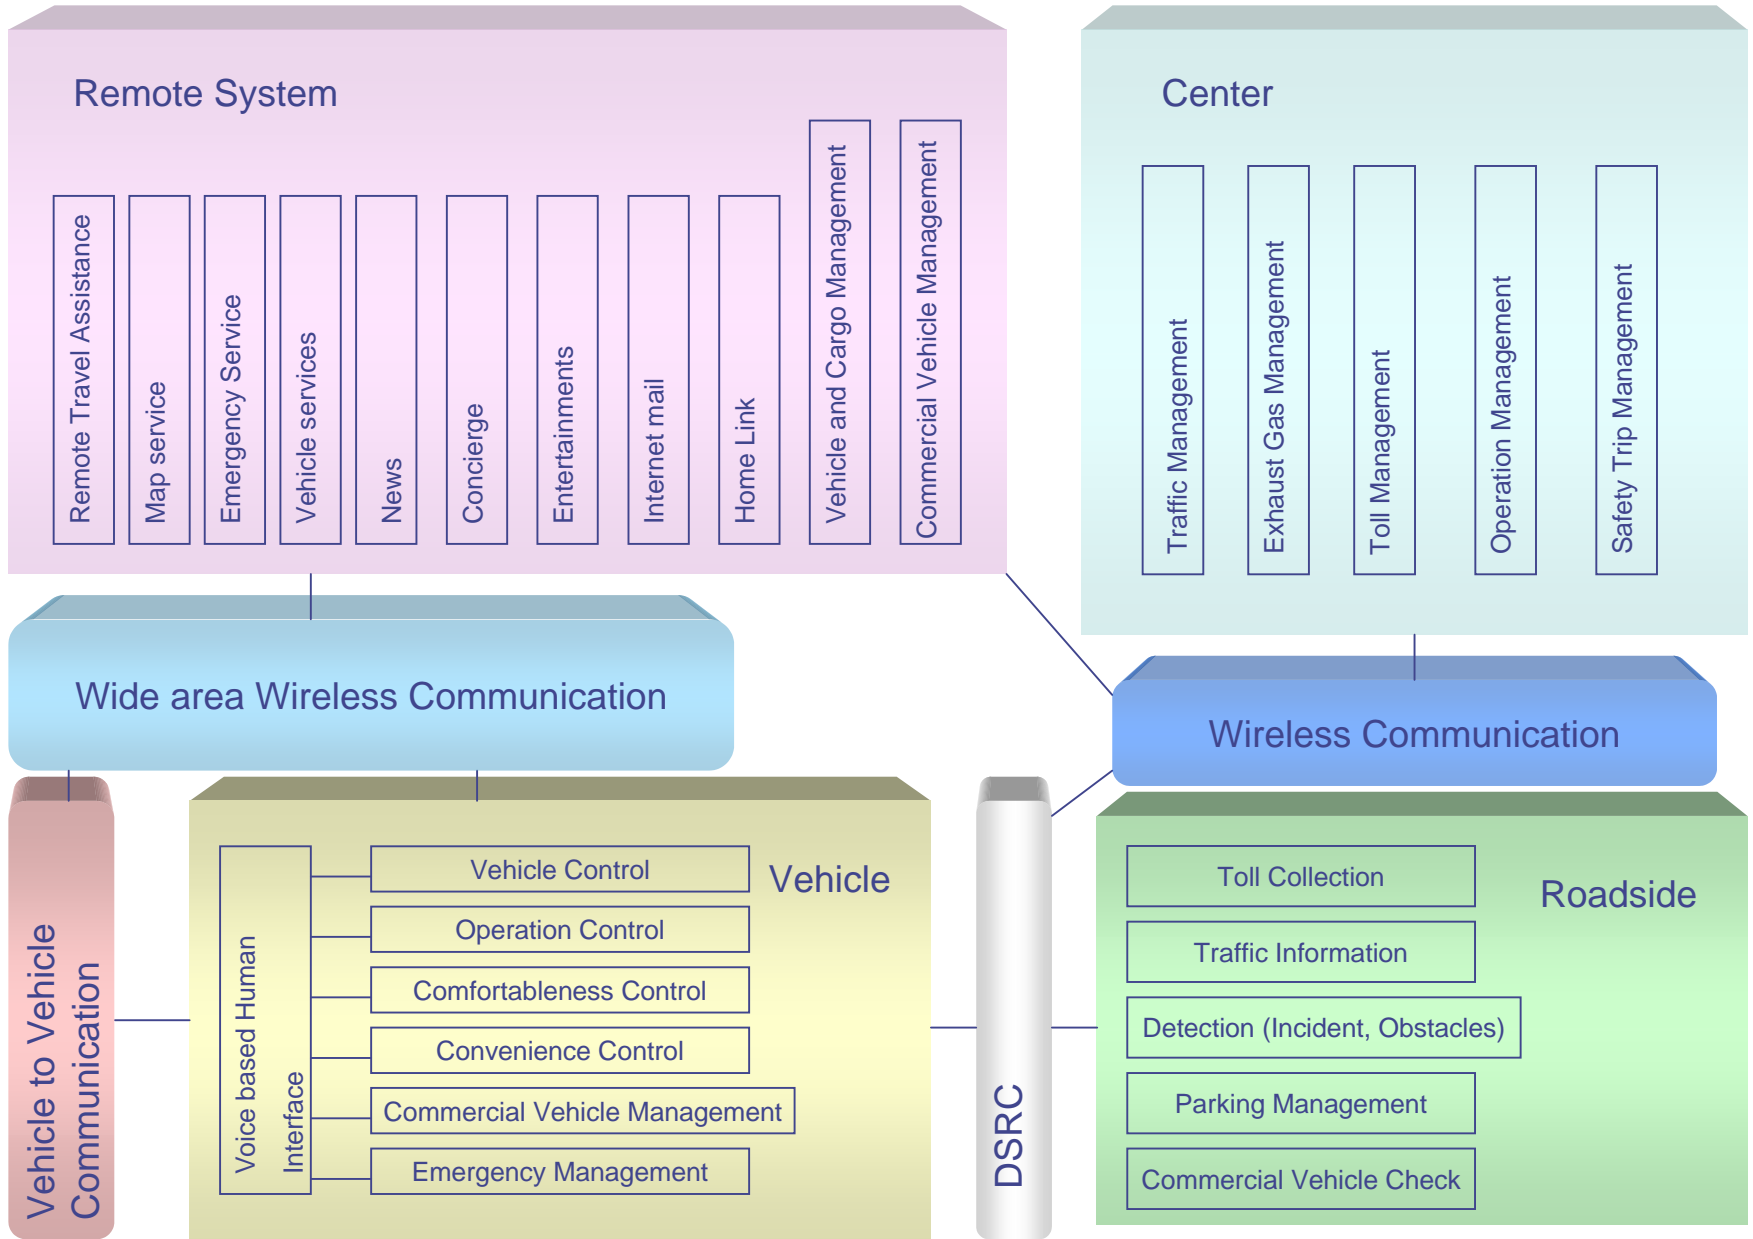 Remote System
Remote Travel Assistance
Map service
Emergency Service
Vehicle services
News
Concierge
Entertainments
Internet mail
Home Link
Vehicle and Cargo Management
Commercial Vehicle Management
Center
Traffic Management
Exhaust Gas Management
Toll Management
Operation Management
Safety Trip Management
Wide area Wireless Communication
Wireless Communication
Vehicle to Vehicle
Communication
Vehicle
Voice based Human
Interface
Vehicle Control
Operation Control
Comfortableness Control
Convenience Control
Commercial Vehicle Management
Emergency Management
DSRC
Roadside
Toll Collection
Traffic Information
Detection (Incident, Obstacles)
Parking Management
Commercial Vehicle Check